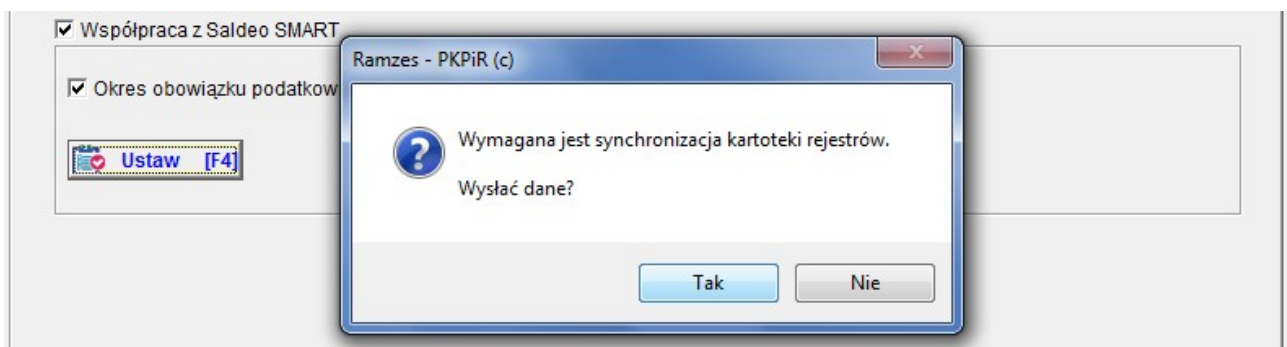 Współpraca z Saldeo SMART
Ramzes - PKPiR (c)
Okres obowiązku podatkow
Wymagana jest synchronizacja kartoteki rejestrów.
Ustaw [F4]
Wysłać dane?
Tak Nie